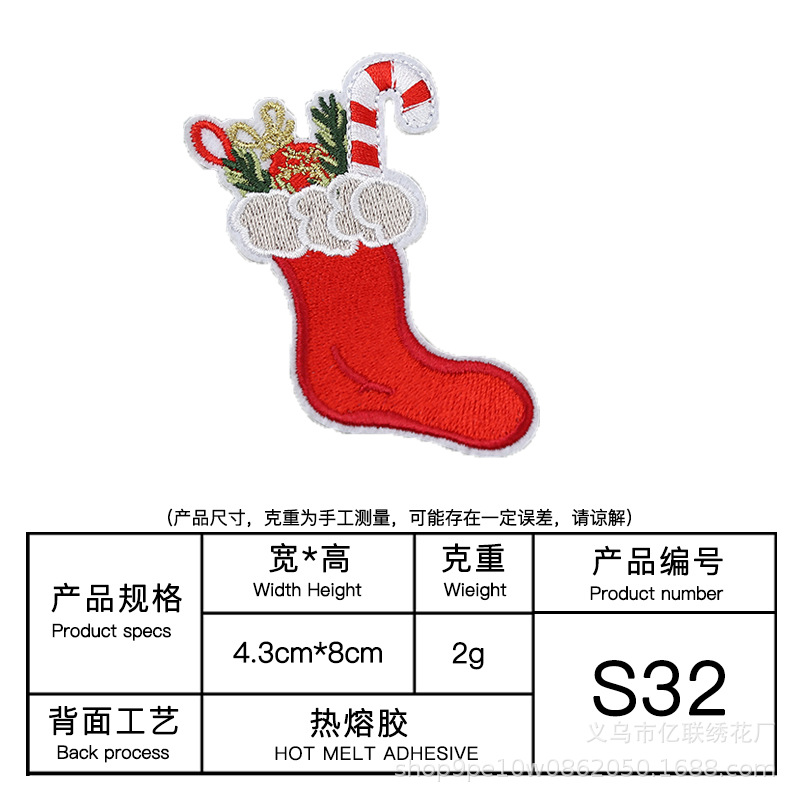 （产品尺寸，克重为手工测量，可能存在一定误差，请谅解）
产品规格
Product specs
宽*高
Width Height
克重
Wieight
产品编号
Product number
4.3cm*8cm
2g
S32
背面工艺
Back process
热熔胶
HOT MELT ADHESIVE
义乌市亿联绣花厂
shop9pe10w0862050.1688.com